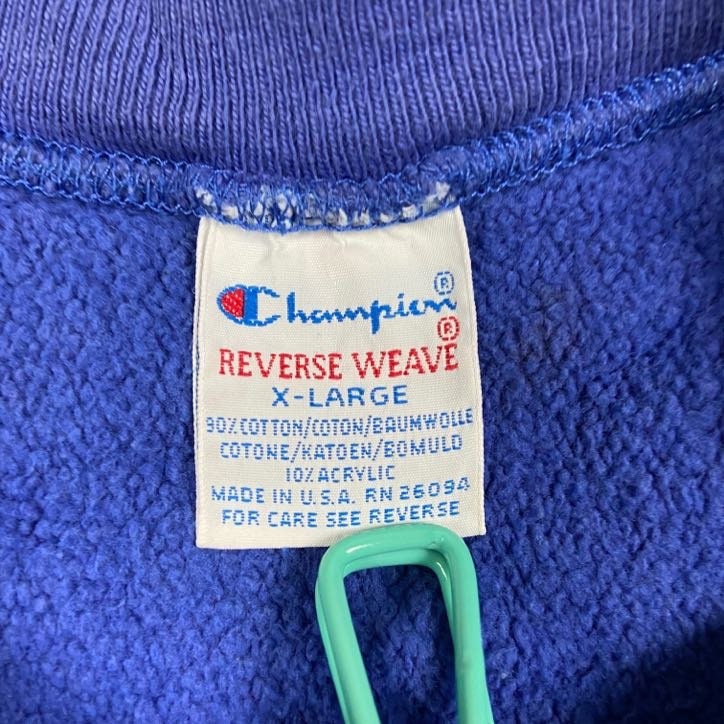 Champion®
REVERSE WEAVE®
X-LARGE
90% COTTON/COTON/BAUMWOLLE
COTONE/KATOEN/BOMULD
10% ACRYLIC
MADE IN U.S.A. RN 26094
FOR CARE SEE REVERSE